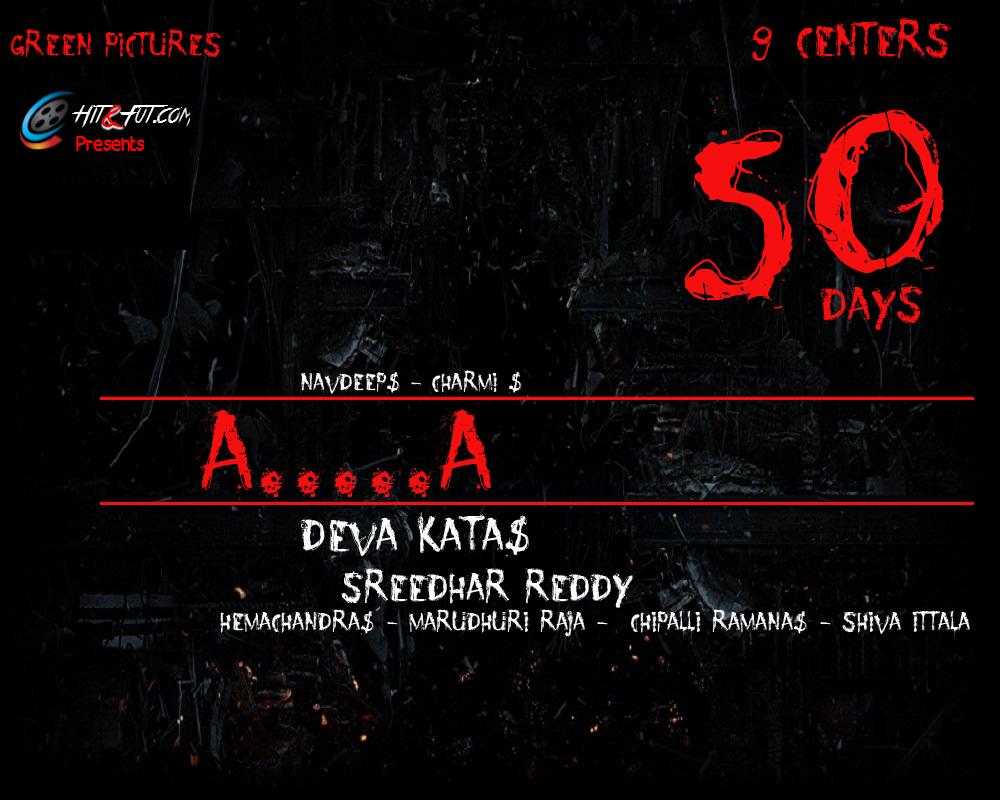 GREEN PICTURES
9 CENTERS
HIT&FUT.COM
Presents
50
DAYS
NAVDEEP$ - CHARMI $
A.....A
DEVA KATA$
SREEDHAR REDDY
HEMACHANDRA$ - MARUDHURI RAJA - CHIPALLI RAMANA$ - SHIVA ITTALA